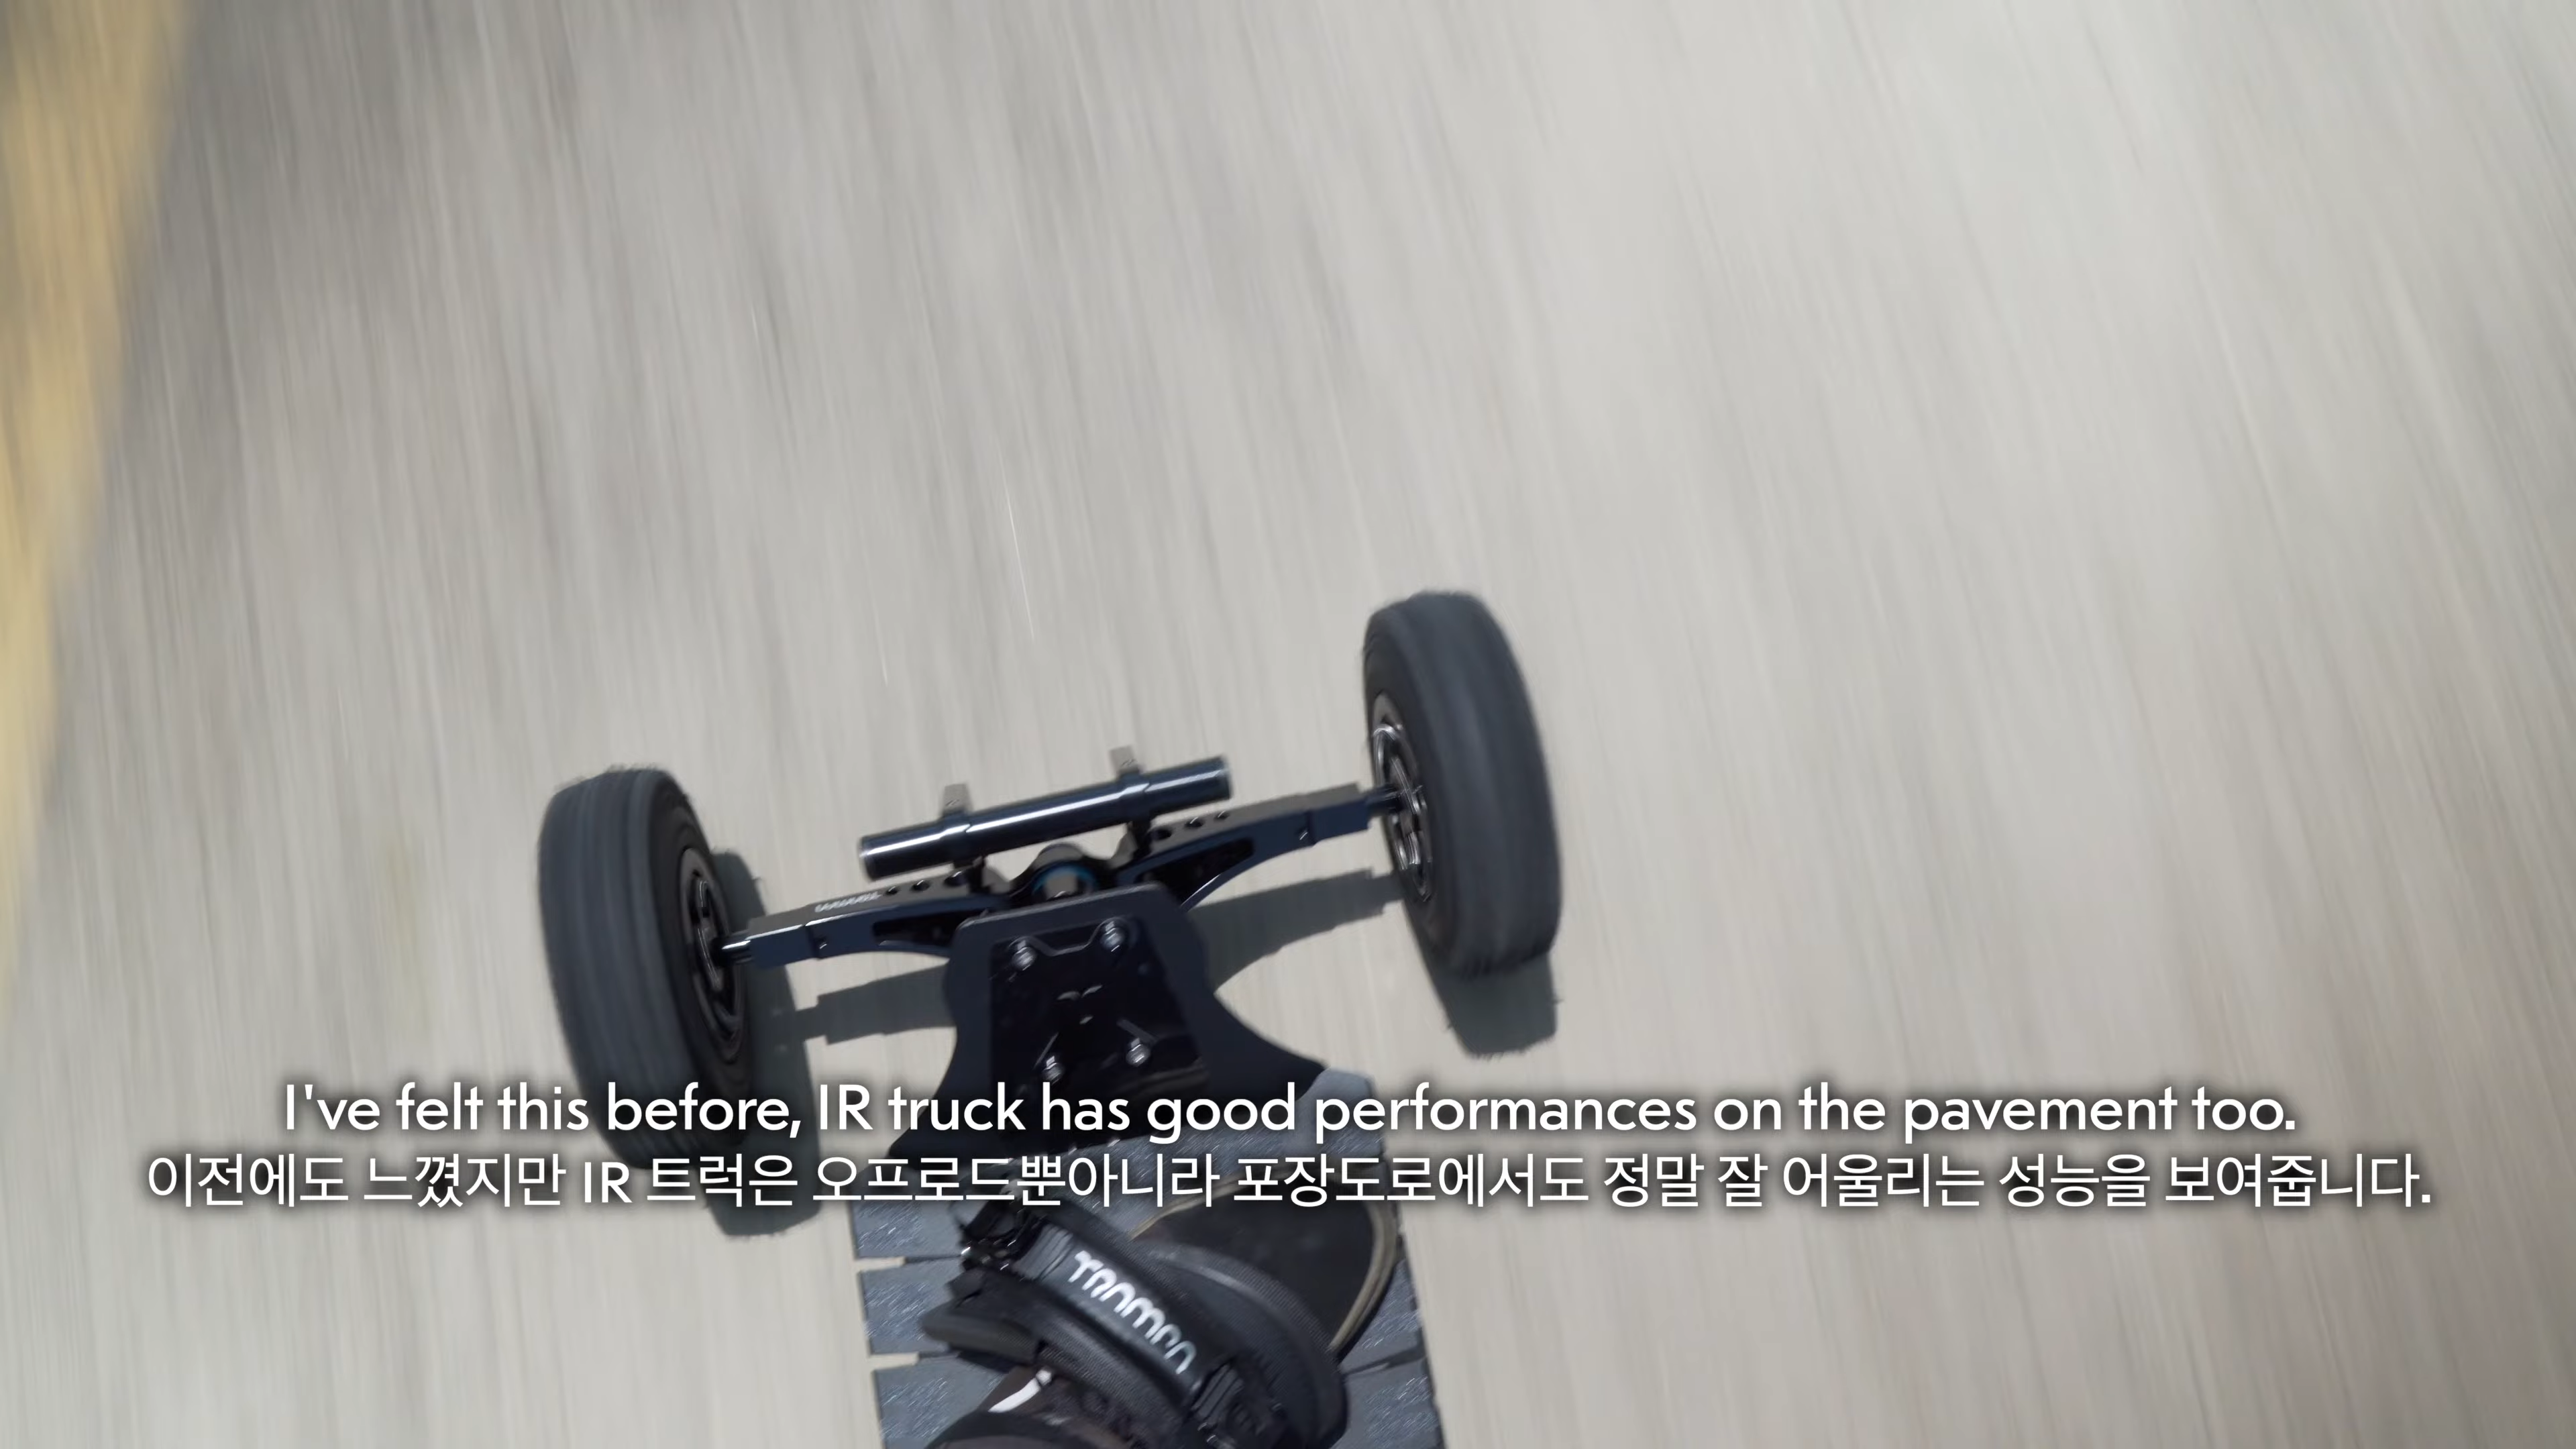 I've felt this before, IR truck has good performances on the pavement too.
이전에도 느꼈지만 IR 트럭은 오프로드뿐아니라 포장도로에서도 정말 잘 어울리는 성능을 보여줍니다.
TRAMPA